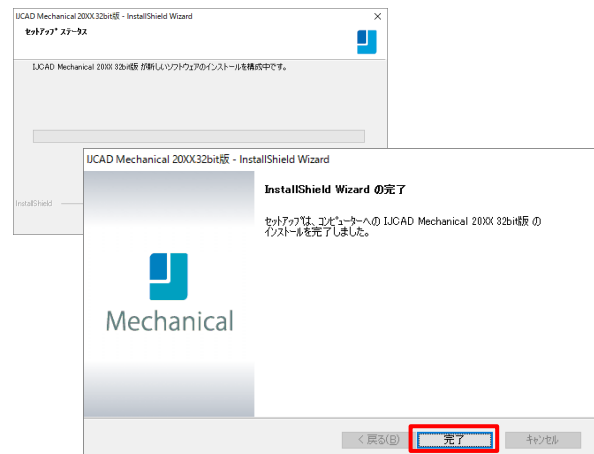 IJCAD Mechanical 20XX32bit版 - InstallShield Wizard
セットアップ ステータス
IJCAD Mechanical 20XX 32bit版 が新しいソフトウェアのインストールを構成中です。
InstallShield
IJCAD Mechanical 20XX32bit版 - InstallShield Wizard
InstallShield Wizard の完了
セットアップは、コンピューターへの IJCAD Mechanical 20XX 32bit版 の
インストールを完了しました。
Mechanical
< 戻る(B)
完了
キャンセル